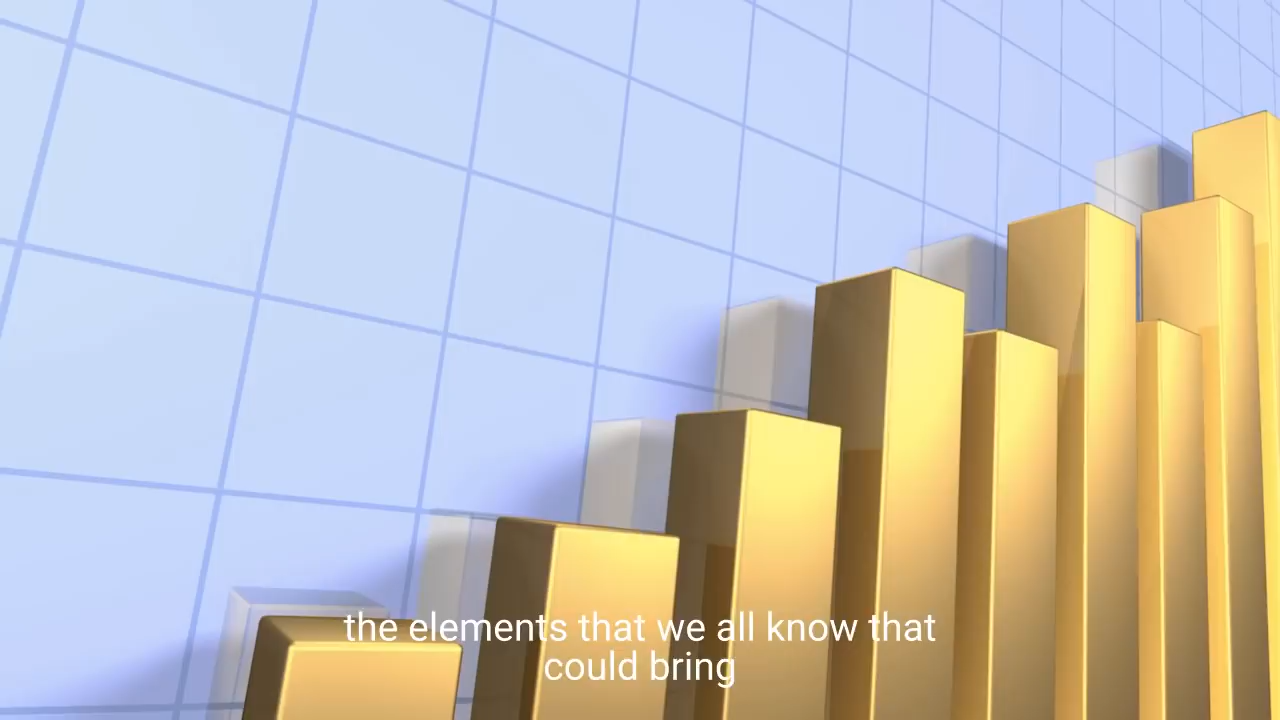 the elements that we all know that
could bring